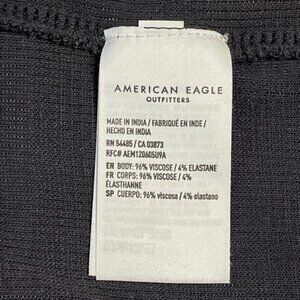 AMERICAN EAGLE
OUTFITTERS
MADE IN INDIA / FABRIQUÉ EN INDE /
HECHO EN INDIA
RN 54485 / CA 03873
RFC# AEM120605U9A
EN BODY: 96% VISCOSE / 4% ELASTANE
FR CORPS: 96% VISCOSE / 4%
ÉLASTHANNE
SP CUERPO: 96% viscosa / 4% elastano